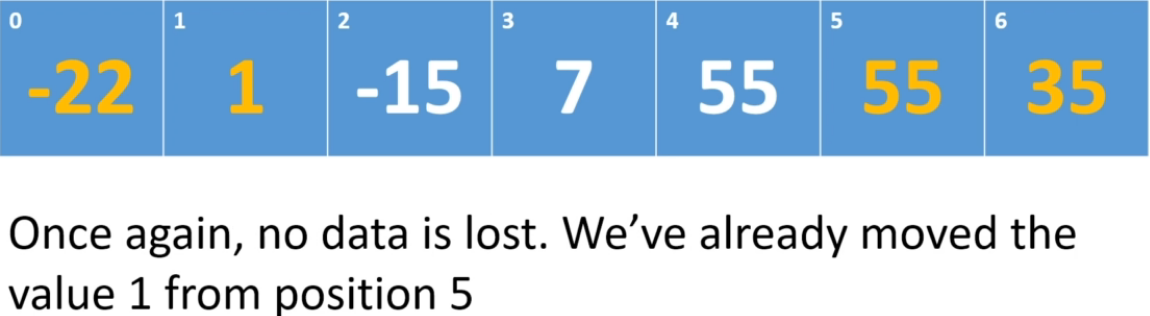 0 1 2 3 4 5 6
-22 1 -15 7 55 55 35
Once again, no data is lost. We’ve already moved the
value 1 from position 5